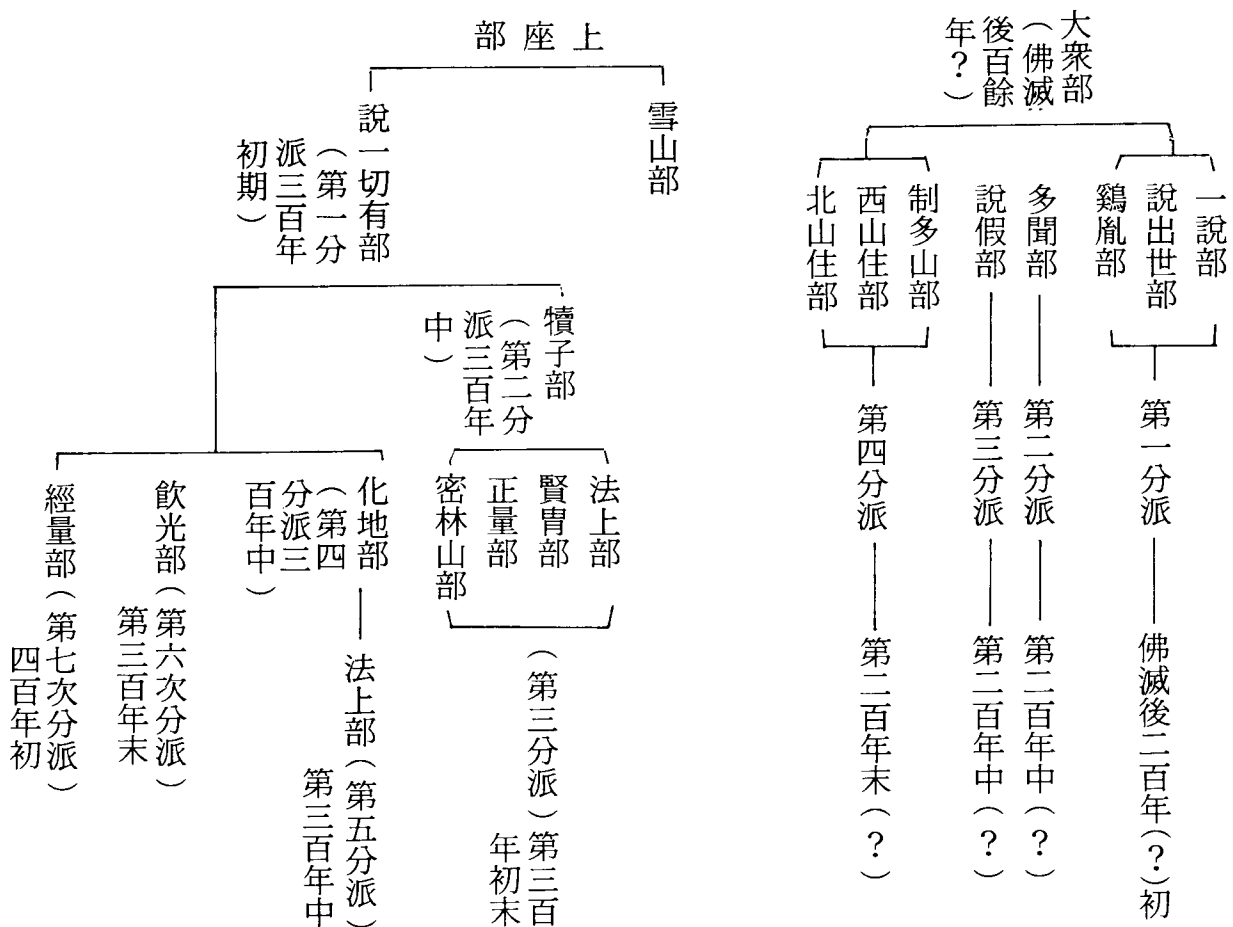 大衆部
（佛滅
後百餘
年？）
一說部
說出世部
鷄胤部
第一分派
佛滅後二百年（？）初
多聞部
第二分派
第二百年中（？）
說假部
第三分派
第二百年中（？）
制多山部
西山住部
北山住部
第四分派
第二百年末（？）
上座部
雪山部
說一切有部
（第一分
派三百年
初期）
犢子部
（第二分
派三百年
中）
法上部
賢冑部
正量部
密林山部
（第三分派）第三百
年初末
化地部
（第四
分派三
百年中）
法上部（第五分派）
第三百年中
飲光部（第六次分派）
第三百年末
經量部（第七次分派）
四百年初